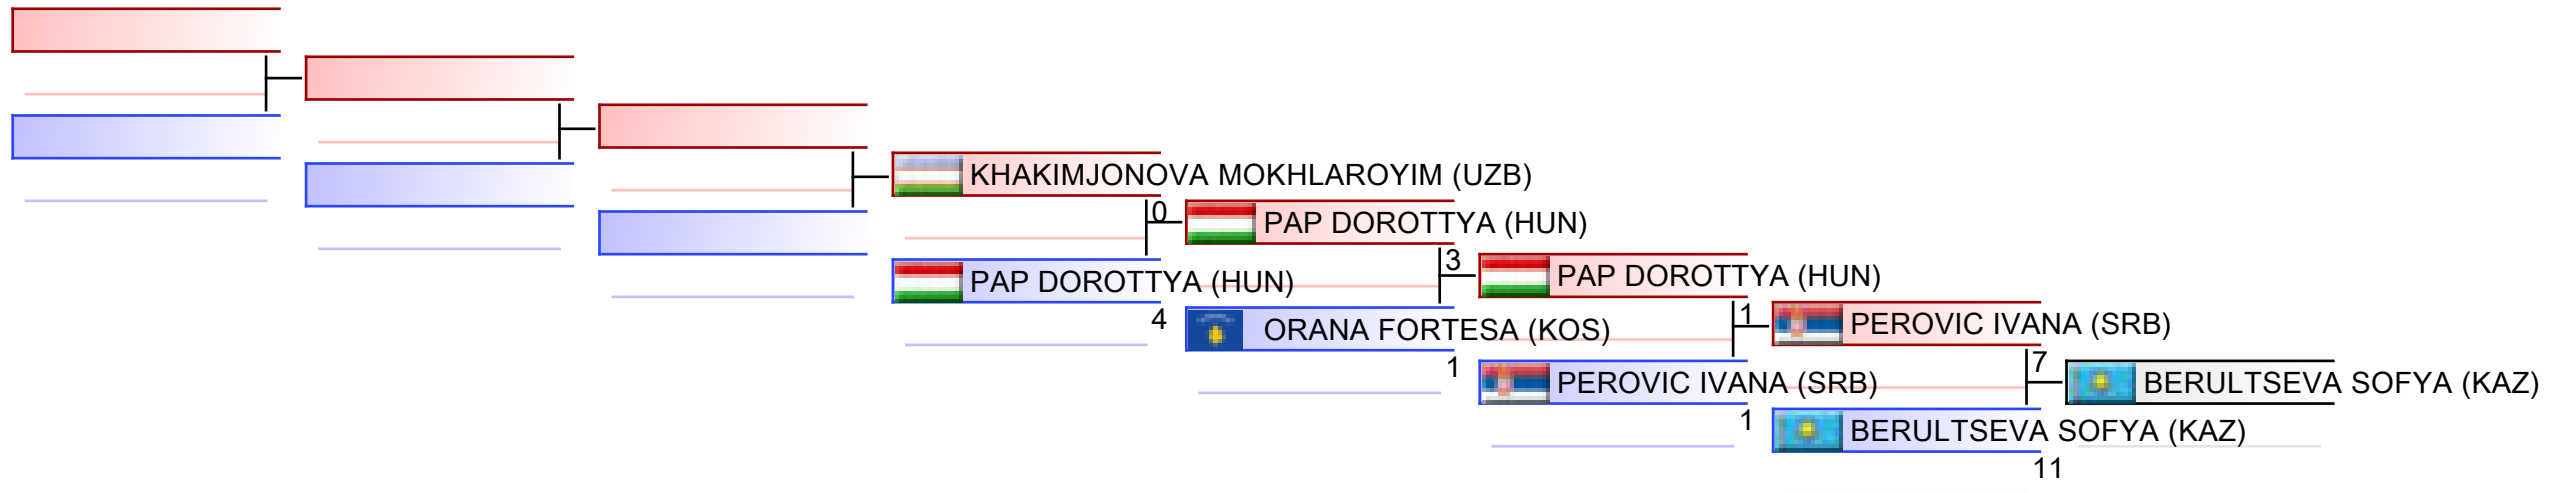 KHAKIMJONOVA MOKHLAROYIM (UZB)
0
PAP DOROTTYA (HUN)
3
PAP DOROTTYA (HUN)
PAP DOROTTYA (HUN)
4
1
ORANA FORTESA (KOS)
PEROVIC IVANA (SRB)
1
7
PEROVIC IVANA (SRB)
BERULTSEVA SOFYA (KAZ)
1
BERULTSEVA SOFYA (KAZ)
11